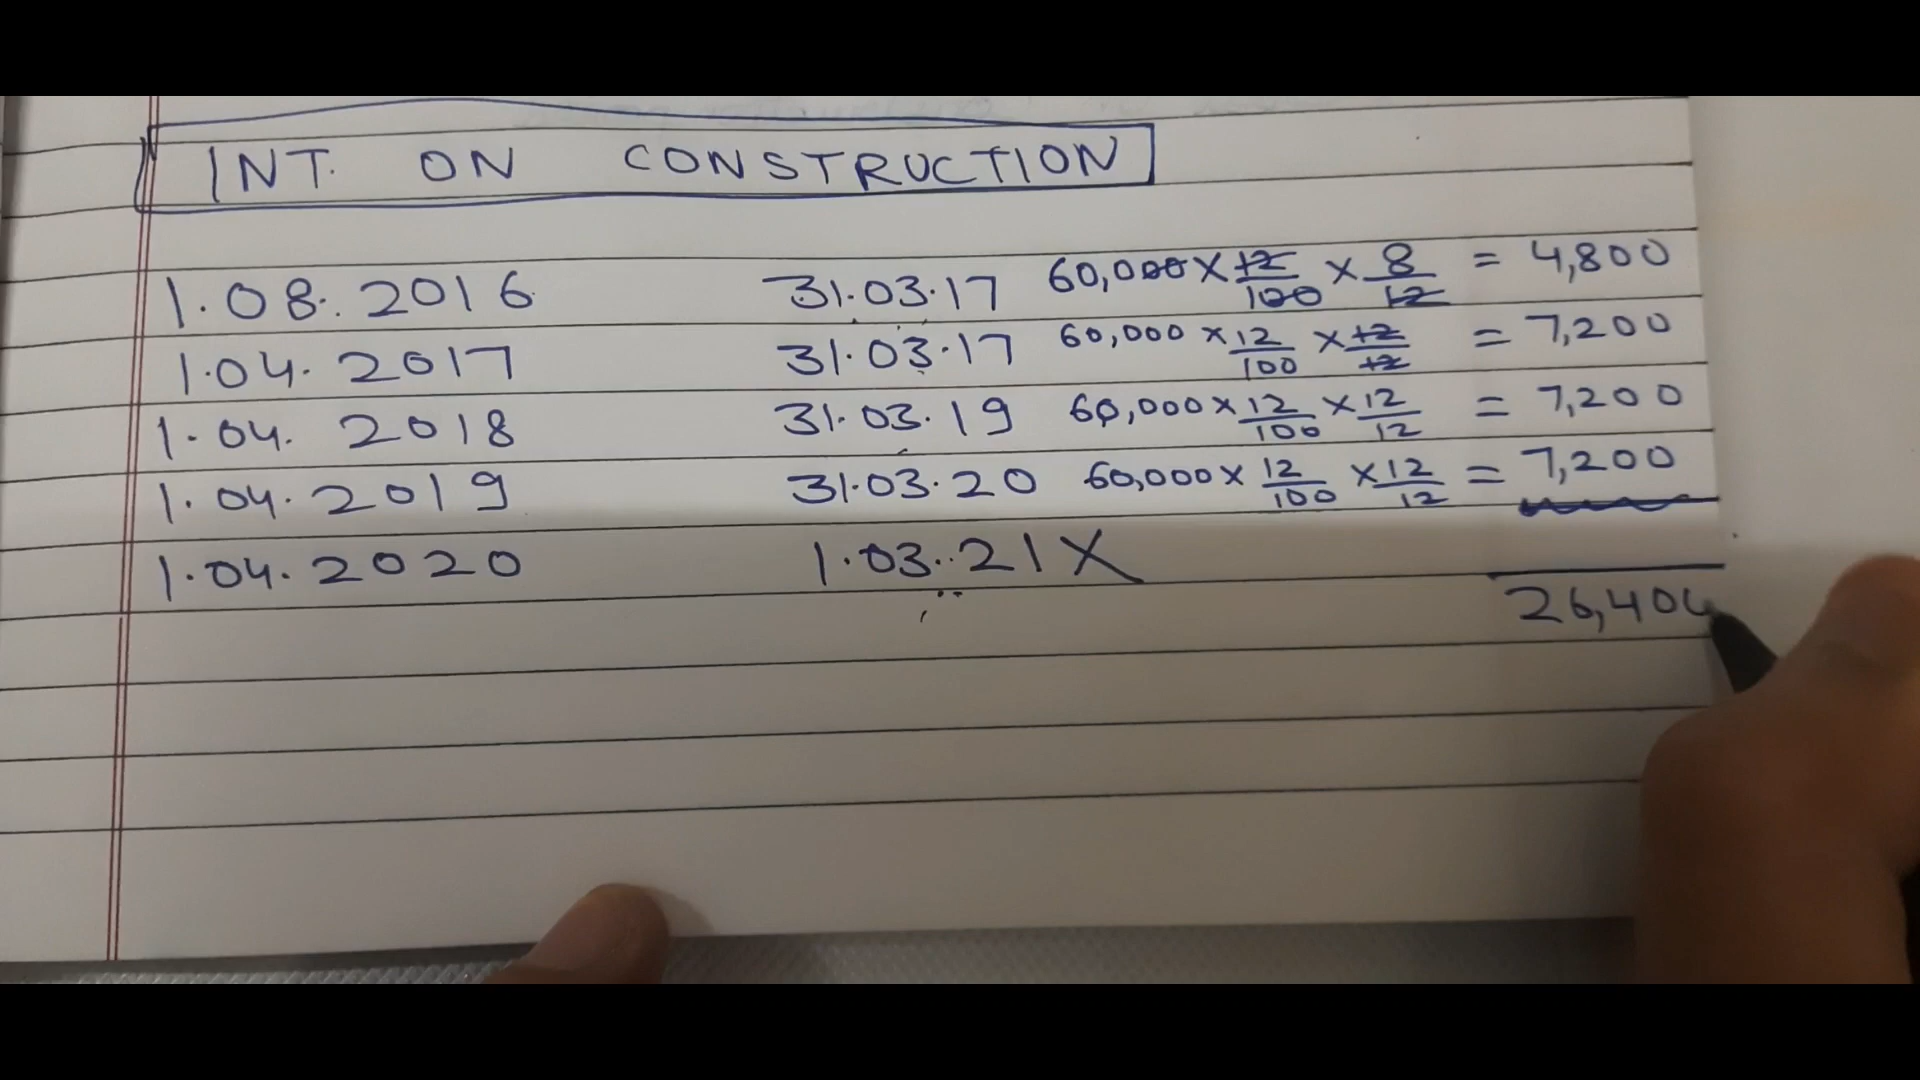 INT. ON CONSTRUCTION
1.08.2016 31.03.17 60,000 × 12/100 × 8/12 = 4,800
1.04.2017 31.03.17 60,000 × 12/100 × 12/12 = 7,200
1.04.2018 31.03.19 60,000 × 12/100 × 12/12 = 7,200
1.04.2019 31.03.20 60,000 × 12/100 × 12/12 = 7,200
1.04.2020 1.03.21 X
26,40